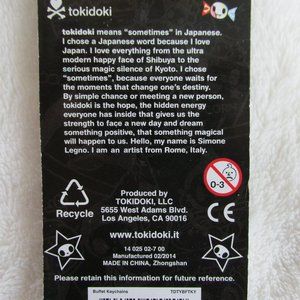 tokidoki
tokidoki means "sometimes" in Japanese.
I chose a Japanese word because I love
Japan. I love everything from the ultra
modern happy face of Shibuya to the
serious magic silence of Kyoto. I chose
"sometimes", because everyone waits for
the moments that change one's destiny.
By simple chance or meeting a new person,
tokidoki is the hope, the hidden energy
everyone has inside that gives us the
strength to face a new day and dream
something positive, that something magical
will happen to us. Hello, my name is Simone
Legno. I am an artist from Rome, Italy.
Recycle
Produced by
TOKIDOKI, LLC
5655 West Adams Blvd.
Los Angeles, CA 90016
www.tokidoki.it
0-3
CE
14 025 02-7 00
Manufactured 02/2014
MADE IN CHINA, Zhongshan
Please retain this information for future reference.
Buffet Keychains TDTYBFTKY